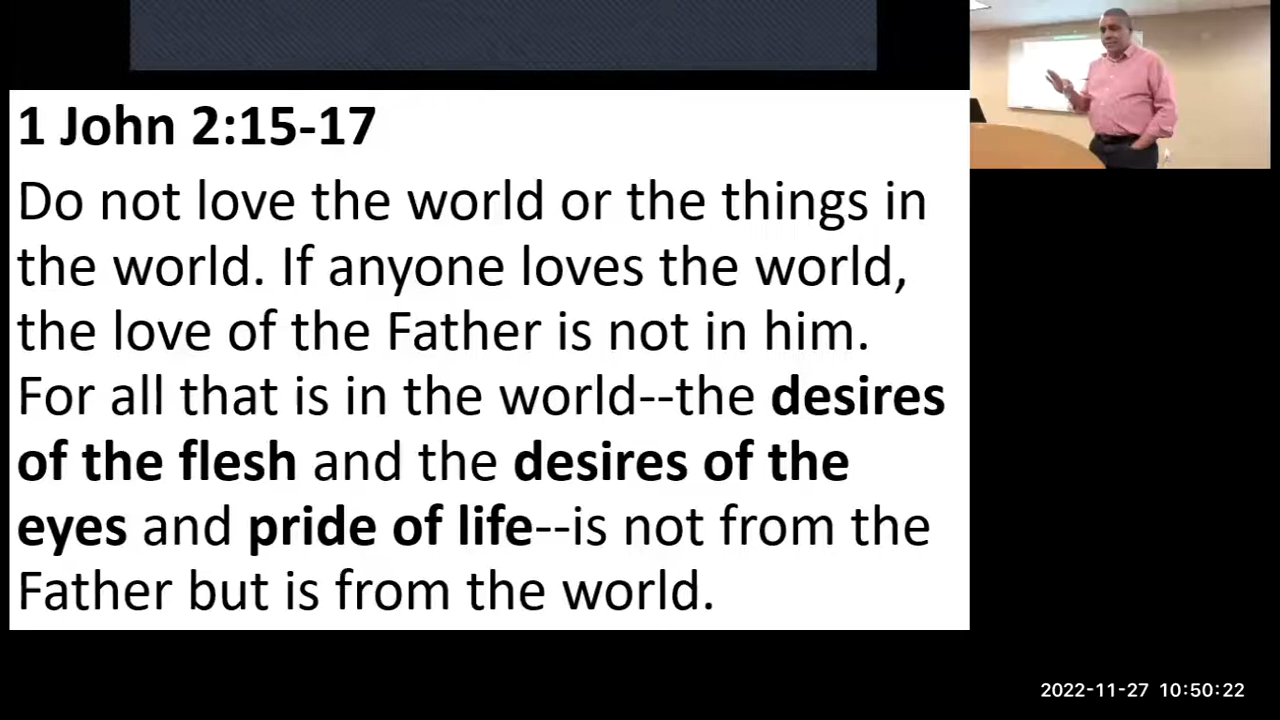 1 John 2:15-17
Do not love the world or the things in
the world. If anyone loves the world,
the love of the Father is not in him.
For all that is in the world--the desires
of the flesh and the desires of the
eyes and pride of life--is not from the
Father but is from the world.
2022-11-27 10:50:22